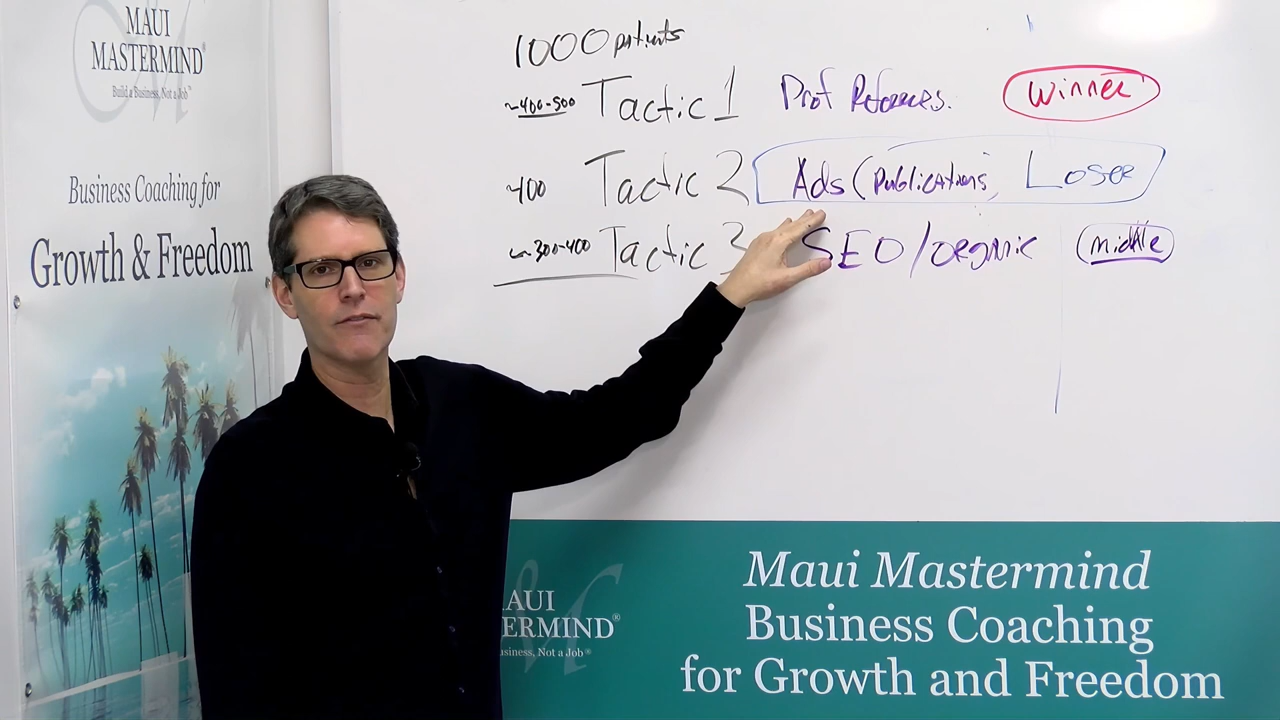 MAUI
MASTERMIND®
Build a Business, Not a Job®
Business Coaching for
Growth & Freedom
1000 patients
~400-500 Tactic 1 Prof References. Winner
~400 Tactic 2 Ads (Publications, Loser
~300-400 Tactic 3 SEO/organic (middle)
AUI
ERMIND®
usiness, Not a Job®
Maui Mastermind
Business Coaching
for Growth and Freedom